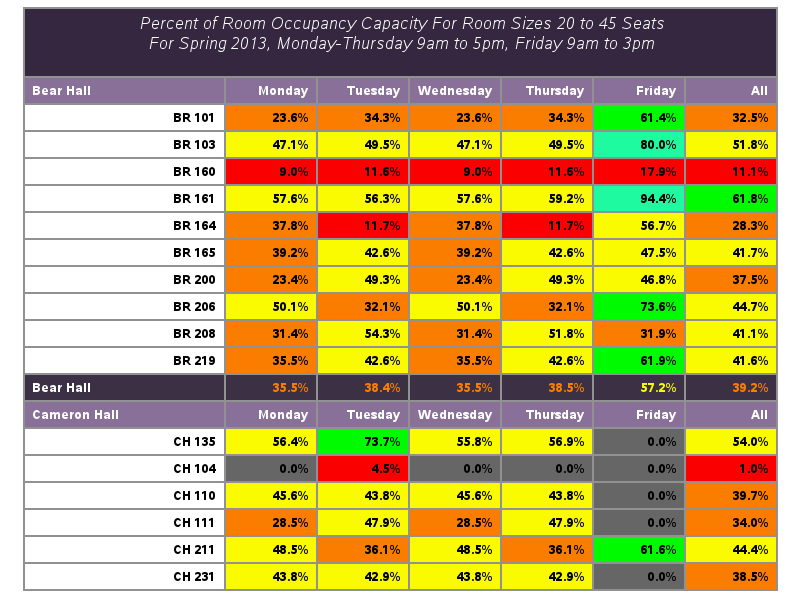 Percent of Room Occupancy Capacity For Room Sizes 20 to 45 Seats
For Spring 2013, Monday-Thursday 9am to 5pm, Friday 9am to 3pm
Bear Hall Monday Tuesday Wednesday Thursday Friday All
BR 101 23.6% 34.3% 23.6% 34.3% 61.4% 32.5%
BR 103 47.1% 49.5% 47.1% 49.5% 80.0% 51.8%
BR 160 9.0% 11.6% 9.0% 11.6% 17.9% 11.1%
BR 161 57.6% 56.3% 57.6% 59.2% 94.4% 61.8%
BR 164 37.8% 11.7% 37.8% 11.7% 56.7% 28.3%
BR 165 39.2% 42.6% 39.2% 42.6% 47.5% 41.7%
BR 200 23.4% 49.3% 23.4% 49.3% 46.8% 37.5%
BR 206 50.1% 32.1% 50.1% 32.1% 73.6% 44.7%
BR 208 31.4% 54.3% 31.4% 51.8% 31.9% 41.1%
BR 219 35.5% 42.6% 35.5% 42.6% 61.9% 41.6%
Bear Hall 35.5% 38.4% 35.5% 38.5% 57.2% 39.2%
Cameron Hall Monday Tuesday Wednesday Thursday Friday All
CH 135 56.4% 73.7% 55.8% 56.9% 0.0% 54.0%
CH 104 0.0% 4.5% 0.0% 0.0% 0.0% 1.0%
CH 110 45.6% 43.8% 45.6% 43.8% 0.0% 39.7%
CH 111 28.5% 47.9% 28.5% 47.9% 0.0% 34.0%
CH 211 48.5% 36.1% 48.5% 36.1% 61.6% 44.4%
CH 231 43.8% 42.9% 43.8% 42.9% 0.0% 38.5%